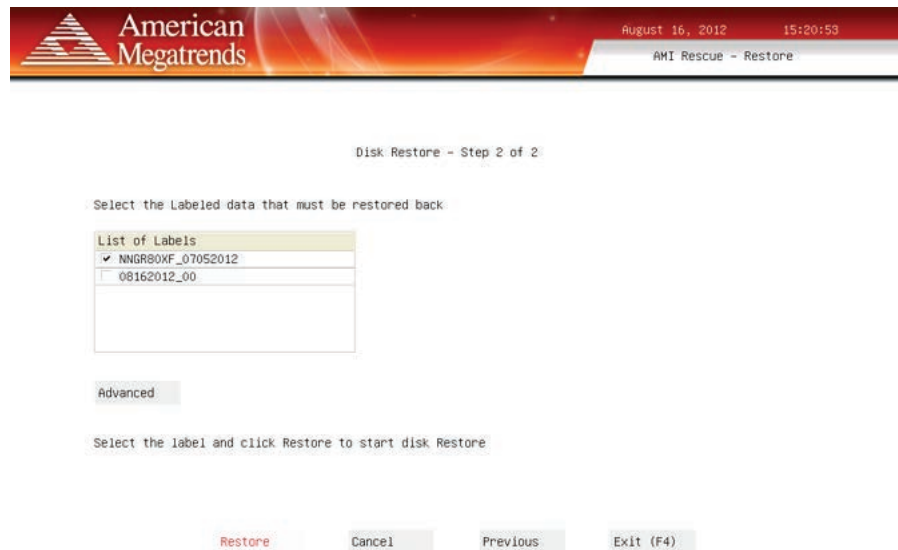 American
Megatrends
August 16, 2012 15:20:53
AMI Rescue - Restore
Disk Restore - Step 2 of 2
Select the Labeled data that must be restored back
List of Labels
NNGR80XF_07052012
08162012_00
Advanced
Select the label and click Restore to start disk Restore
Restore Cancel Previous Exit (F4)